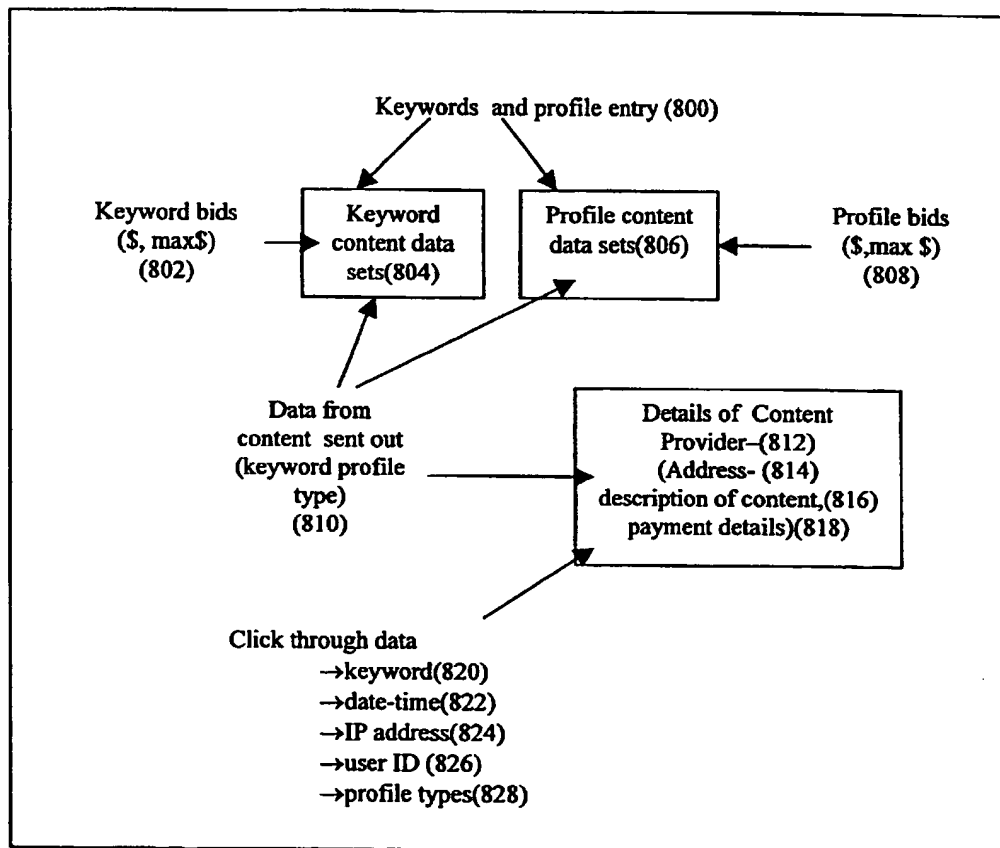 Keywords and profile entry (800)
Keyword bids
($, max$)
(802)
Keyword
content data
sets(804)
Profile content
data sets(806)
Profile bids
($,max $)
(808)
Data from
content sent out
(keyword profile
type)
(810)
Details of Content
Provider–(812)
(Address- (814)
description of content,(816)
payment details)(818)
Click through data
→keyword(820)
→date-time(822)
→IP address(824)
→user ID (826)
→profile types(828)